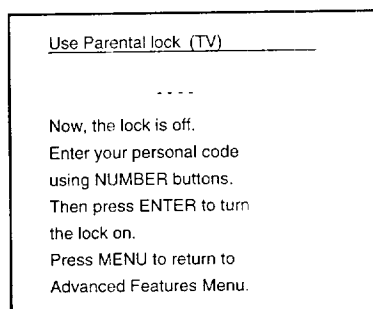 Use Parental lock (TV)
- - - -
Now, the lock is off.
Enter your personal code
using NUMBER buttons.
Then press ENTER to turn
the lock on.
Press MENU to return to
Advanced Features Menu.